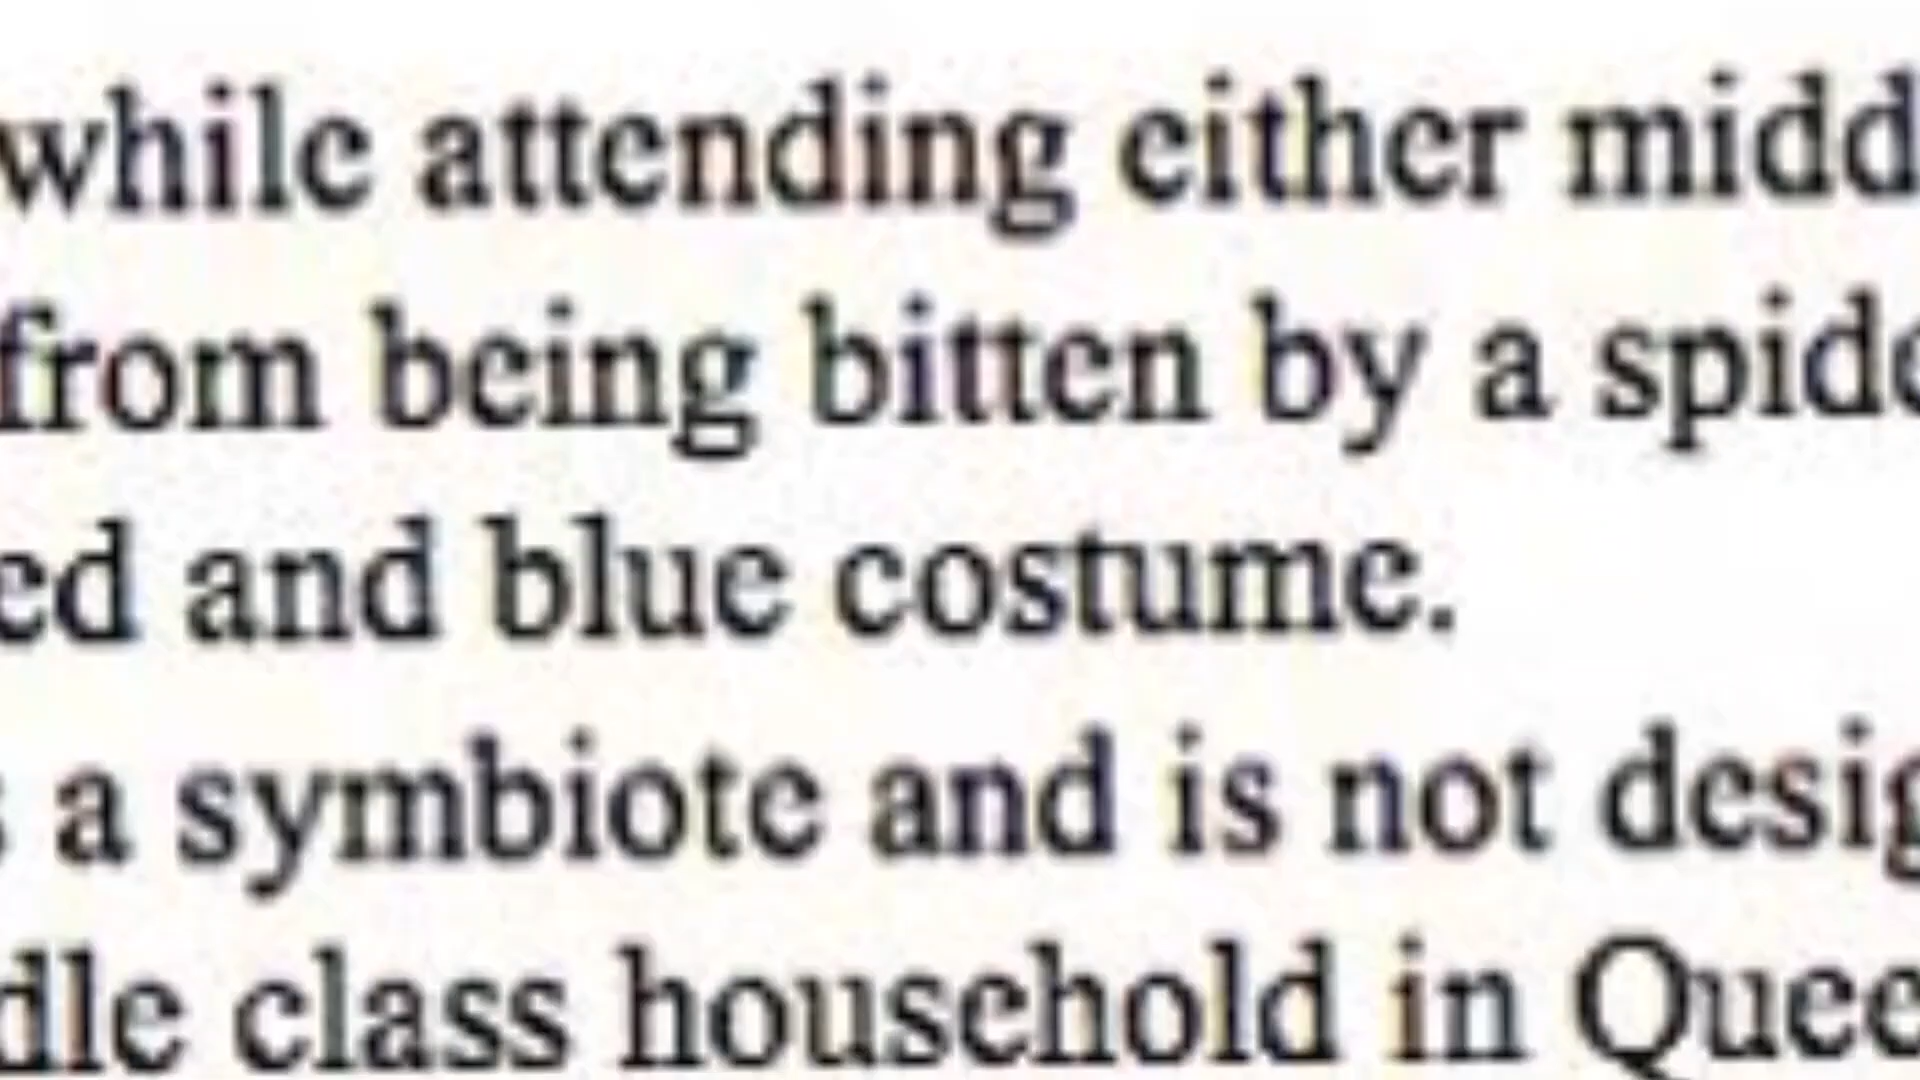 while attending either midd
from being bitten by a spide
ed and blue costume.
s a symbiote and is not desig
dle class household in Quee